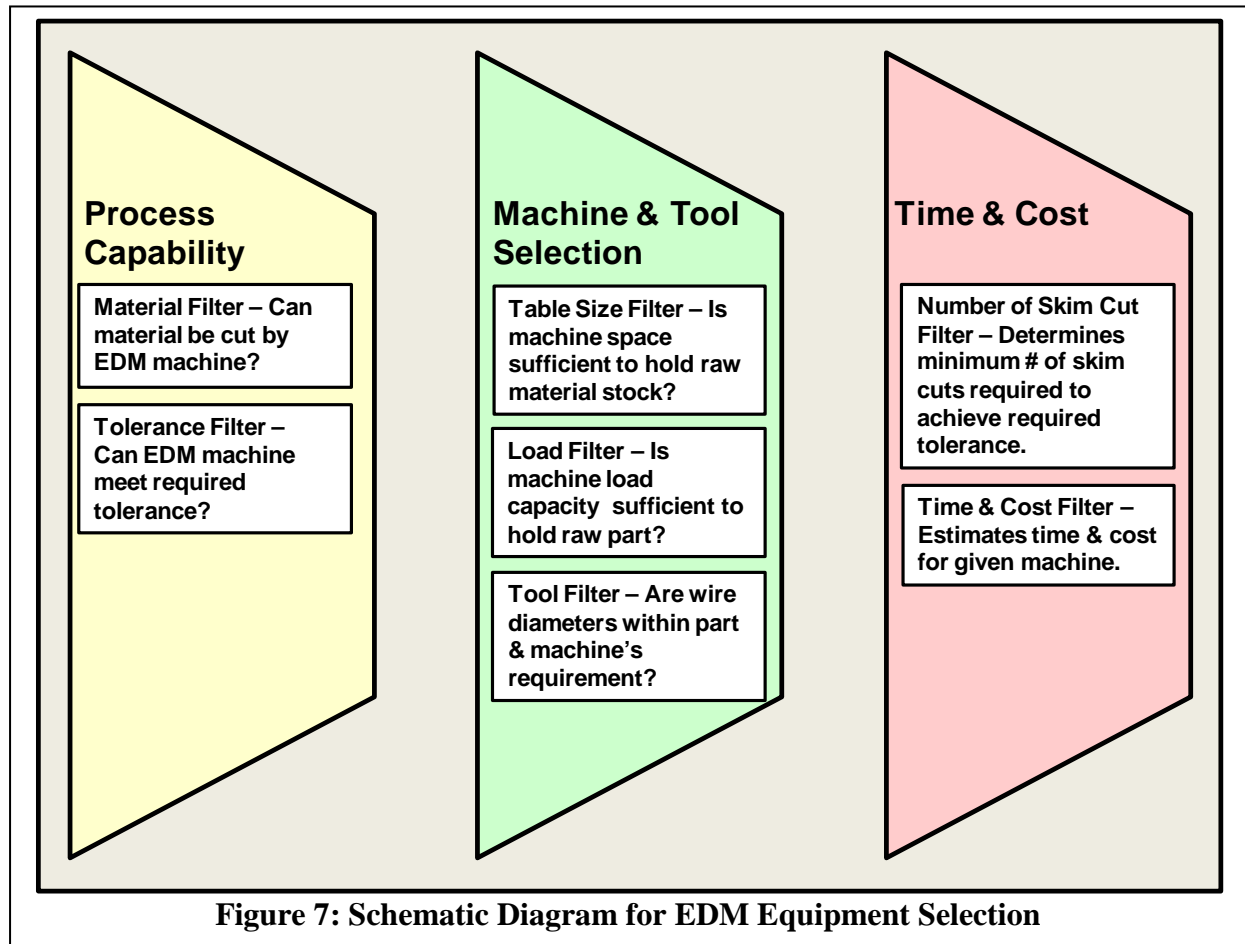 Process
Capability
Material Filter – Can
material be cut by
EDM machine?
Tolerance Filter –
Can EDM machine
meet required
tolerance?
Machine & Tool
Selection
Table Size Filter – Is
machine space
sufficient to hold raw
material stock?
Load Filter – Is
machine load
capacity  sufficient to
hold raw part?
Tool Filter – Are wire
diameters within part
& machine’s
requirement?
Time & Cost
Number of Skim Cut
Filter – Determines
minimum # of skim
cuts required to
achieve required
tolerance.
Time & Cost Filter –
Estimates time & cost
for given machine.
Figure 7: Schematic Diagram for EDM Equipment Selection